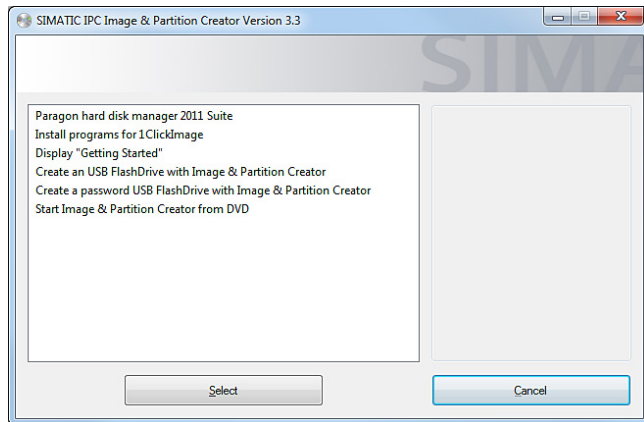 SIMATIC IPC Image & Partition Creator Version 3.3
SIMA
Paragon hard disk manager 2011 Suite
Install programs for 1ClickImage
Display "Getting Started"
Create an USB FlashDrive with Image & Partition Creator
Create a password USB FlashDrive with Image & Partition Creator
Start Image & Partition Creator from DVD
Select
Cancel